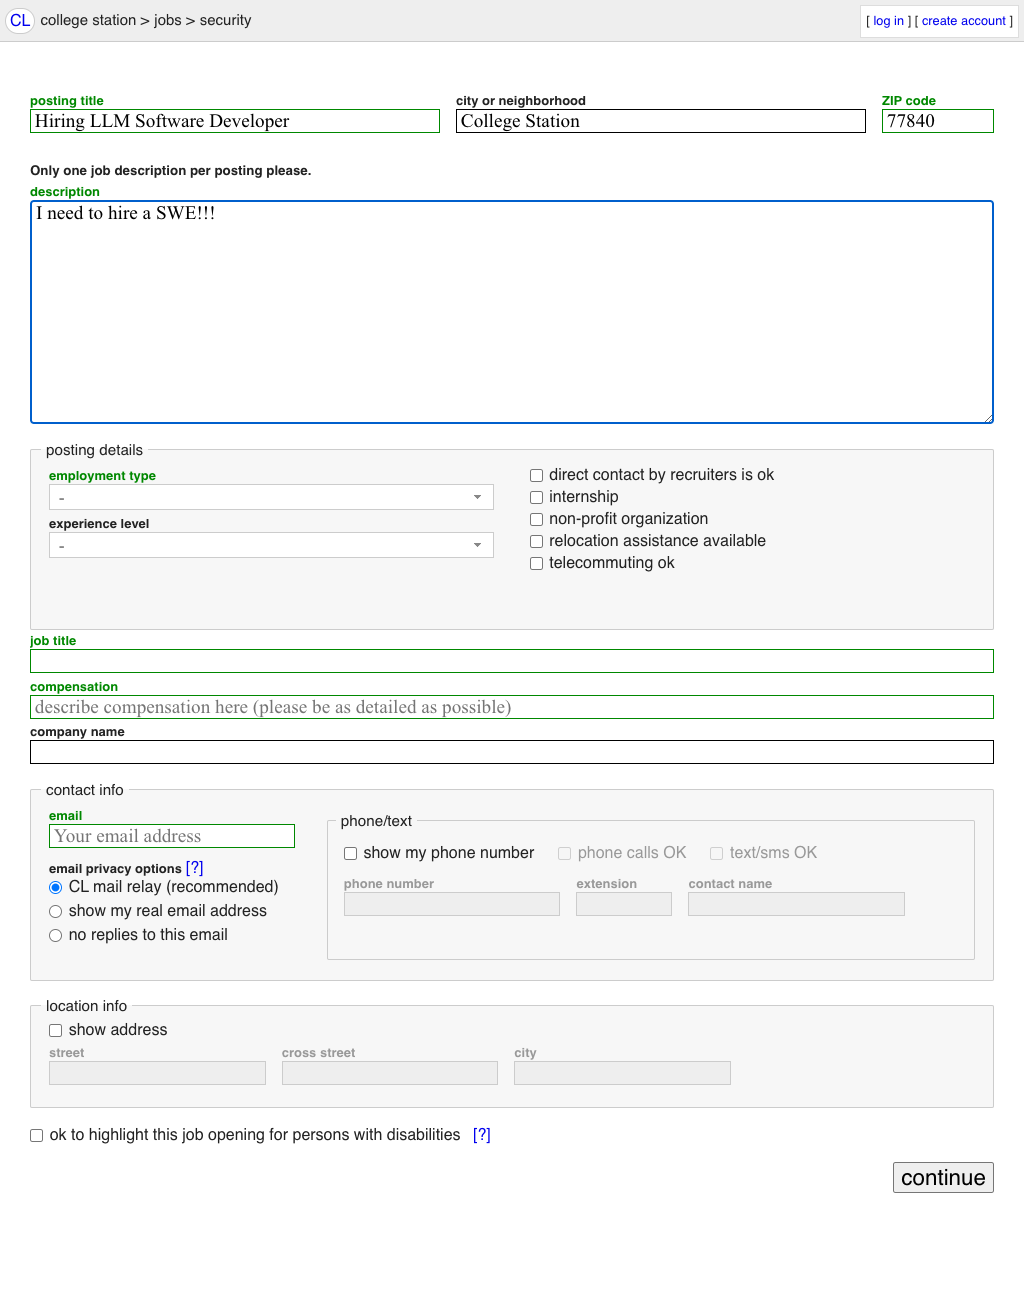 CL college station > jobs > security [ log in ] [ create account ]
posting title city or neighborhood ZIP code
Hiring LLM Software Developer College Station 77840
Only one job description per posting please.
description
I need to hire a SWE!!!
posting details
employment type
-
experience level
-
direct contact by recruiters is ok
internship
non-profit organization
relocation assistance available
telecommuting ok
job title
compensation
describe compensation here (please be as detailed as possible)
company name
contact info
email
Your email address
email privacy options [?]
CL mail relay (recommended)
show my real email address
no replies to this email
phone/text
show my phone number phone calls OK text/sms OK
phone number extension contact name
location info
show address
street cross street city
ok to highlight this job opening for persons with disabilities [?]
continue